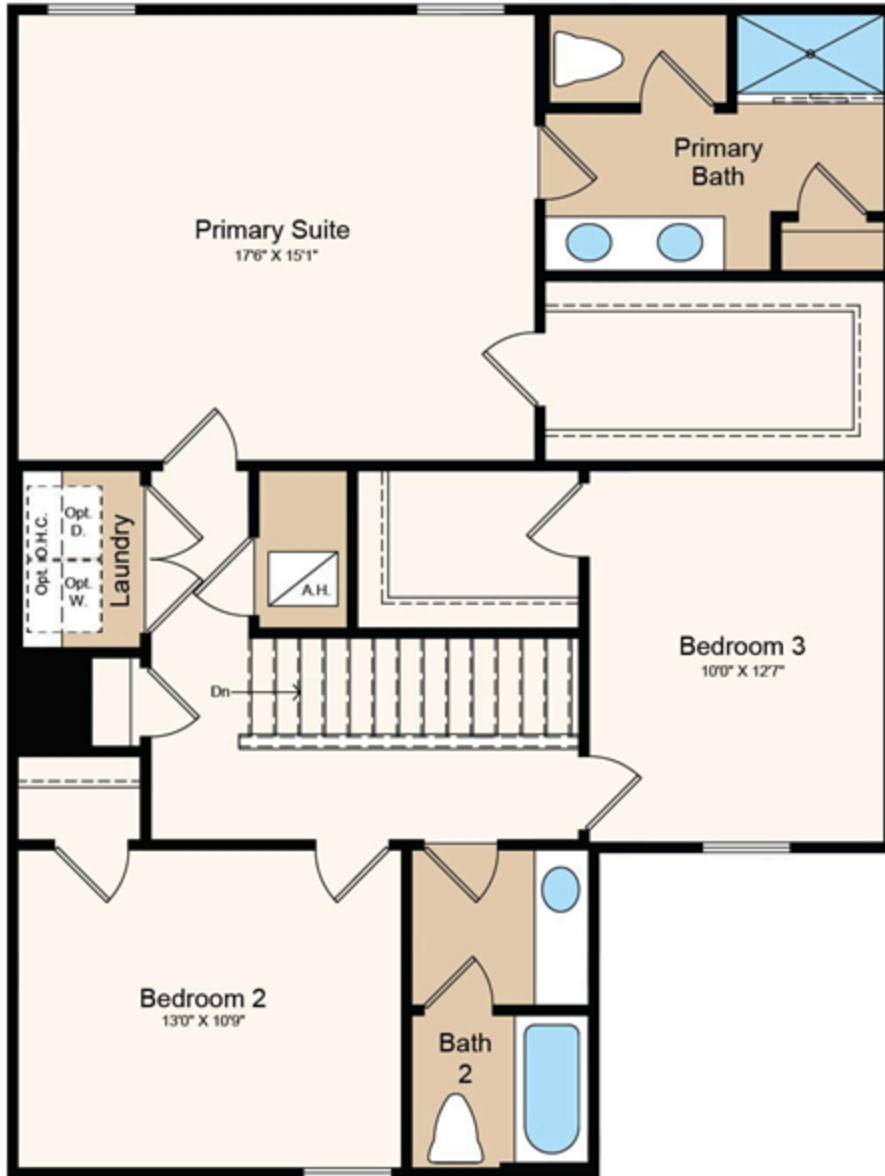 Primary
Bath
Primary Suite
17'6" X 15'1"
Opt. O.H.C.
Opt.
D.
Opt.
W.
Laundry
A.H.
Bedroom 3
10'0" X 12'7"
Dn
Bedroom 2
13'0" X 10'9"
Bath
2